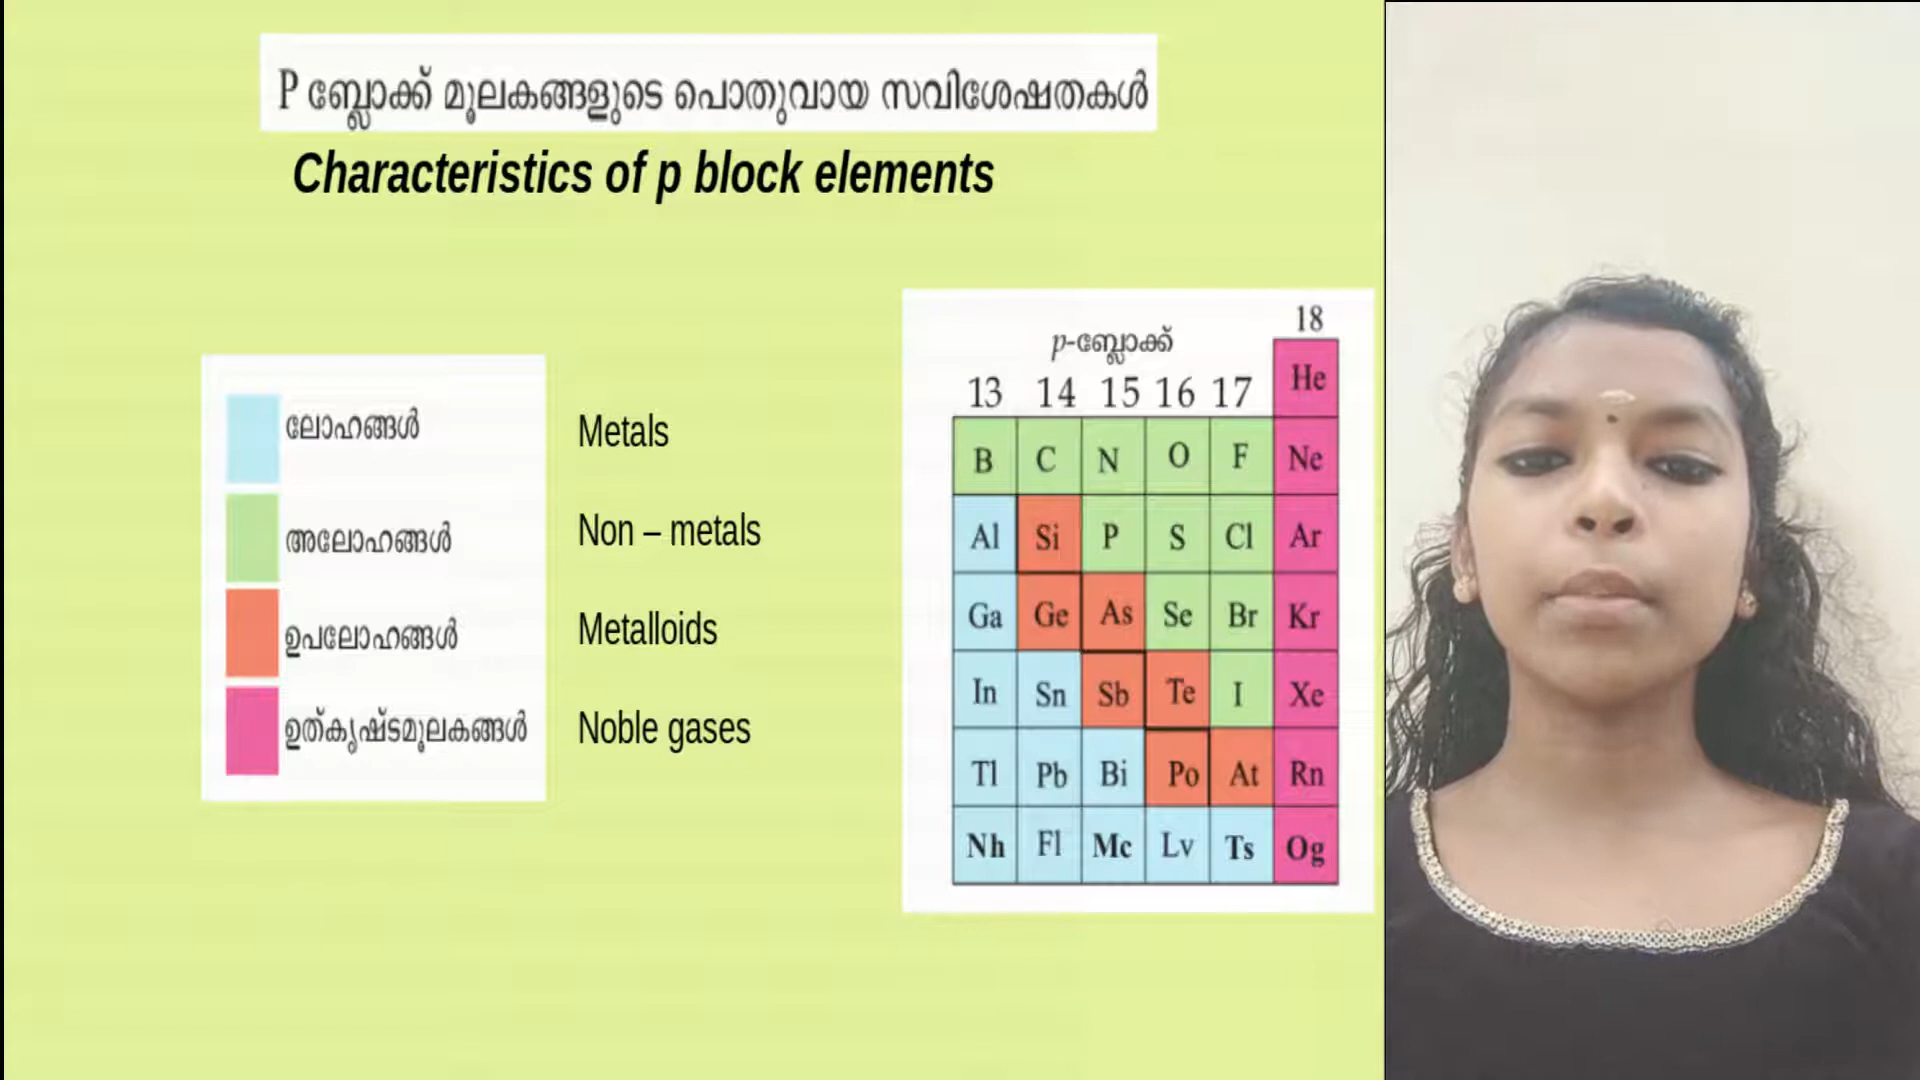 P ബ്ലോക്ക് മൂലകങ്ങളുടെ പൊതുവായ സവിശേഷതകൾ
Characteristics of p block elements
ലോഹങ്ങൾ Metals
അലോഹങ്ങൾ Non – metals
ഉപലോഹങ്ങൾ Metalloids
ഉത്കൃഷ്ടമൂലകങ്ങൾ Noble gases
18
p-ബ്ലോക്ക്
He
13 14 15 16 17
B C N O F Ne
Al Si P S Cl Ar
Ga Ge As Se Br Kr
In Sn Sb Te I Xe
Tl Pb Bi Po At Rn
Nh Fl Mc Lv Ts Og